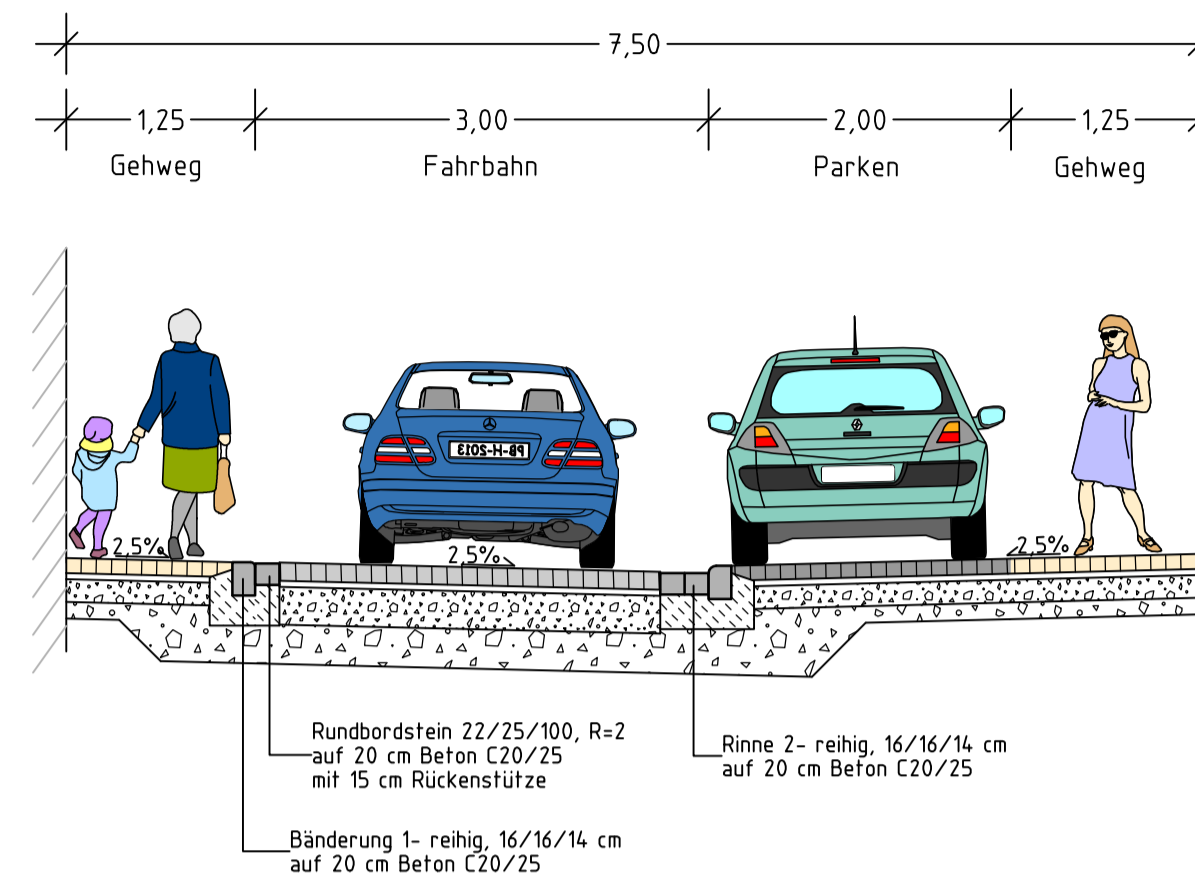 7,50
1,25 3,00 2,00 1,25
Gehweg Fahrbahn Parken Gehweg
PB-H-2013
2,5% 2,5% 2,5%
Rundbordstein 22/25/100, R=2
auf 20 cm Beton C20/25
mit 15 cm Rückenstütze
Rinne 2- reihig, 16/16/14 cm
auf 20 cm Beton C20/25
Bänderung 1- reihig, 16/16/14 cm
auf 20 cm Beton C20/25